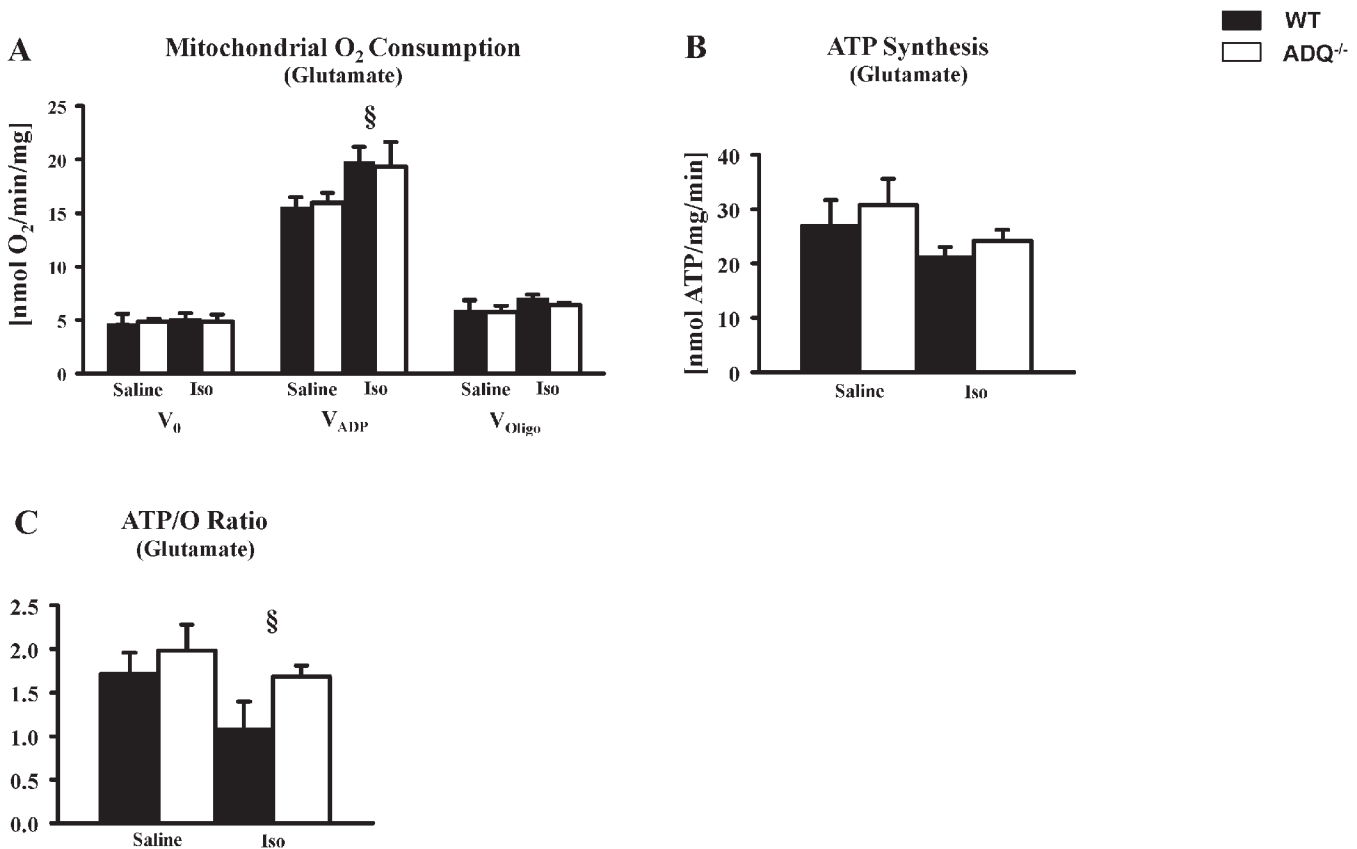 WT
ADQ-/-
A
Mitochondrial O2 Consumption
(Glutamate)
[nmol O2/min/mg]
25
20
15
10
5
0
§
Saline Iso Saline Iso Saline Iso
V0 VADP VOligo
B
ATP Synthesis
(Glutamate)
[nmol ATP/mg/min]
40
30
20
10
0
Saline Iso
C
ATP/O Ratio
(Glutamate)
2.5
2.0
1.5
1.0
0.5
0.0
§
Saline Iso